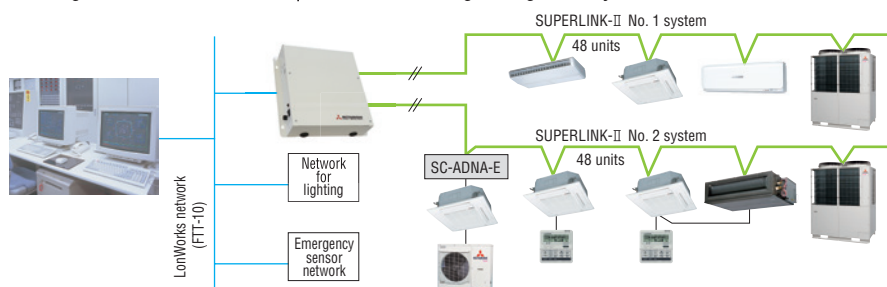 SUPERLINK-Ⅱ No. 1 system
48 units
SUPERLINK-Ⅱ No. 2 system
48 units
SC-ADNA-E
LonWorks network
(FTT-10)
Network
for
lighting
Emergency
sensor
network